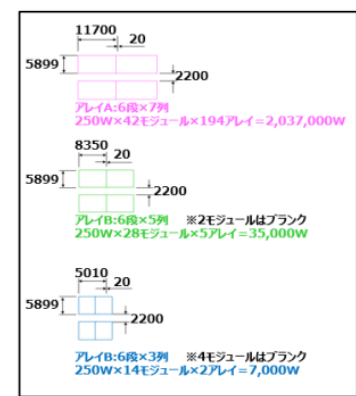 11700
20
5899
2200
アレイA:6段×7列
250W×42モジュール×194アレイ=2,037,000W
8350
20
5899
2200
アレイB:6段×5列 ※2モジュールはブランク
250W×28モジュール×5アレイ=35,000W
5010
20
5899
2200
アレイB:6段×3列 ※4モジュールはブランク
250W×14モジュール×2アレイ=7,000W